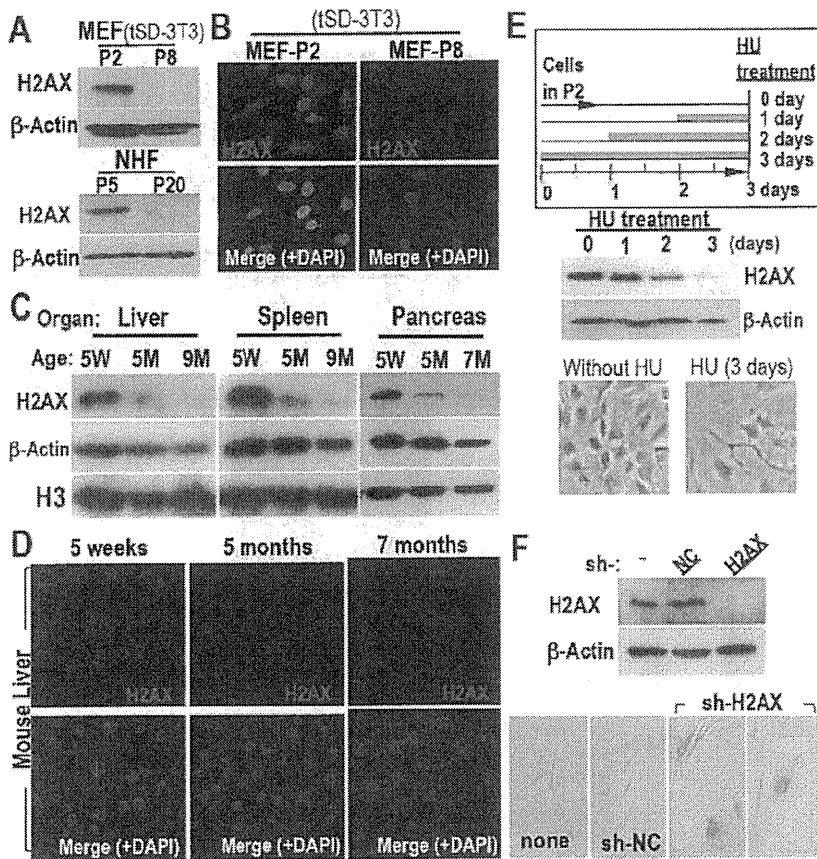 A
MEF(tSD-3T3)
P2 P8
H2AX
β-Actin
NHF
P5 P20
H2AX
β-Actin
B
(tSD-3T3)
MEF-P2 MEF-P8
H2AX H2AX
Merge (+DAPI) Merge (+DAPI)
C
Organ: Liver Spleen Pancreas
Age: 5W 5M 9M 5W 5M 9M 5W 5M 7M
H2AX
β-Actin
H3
D
5 weeks 5 months 7 months
Mouse Liver
H2AX H2AX H2AX
Merge (+DAPI) Merge (+DAPI) Merge (+DAPI)
E
HU
treatment
Cells
in P2
0 day
1 day
2 days
3 days
0 1 2 3 days
HU treatment
0 1 2 3 (days)
H2AX
β-Actin
Without HU HU (3 days)
F
sh-: - NC H2AX
H2AX
β-Actin
sh-H2AX
none sh-NC